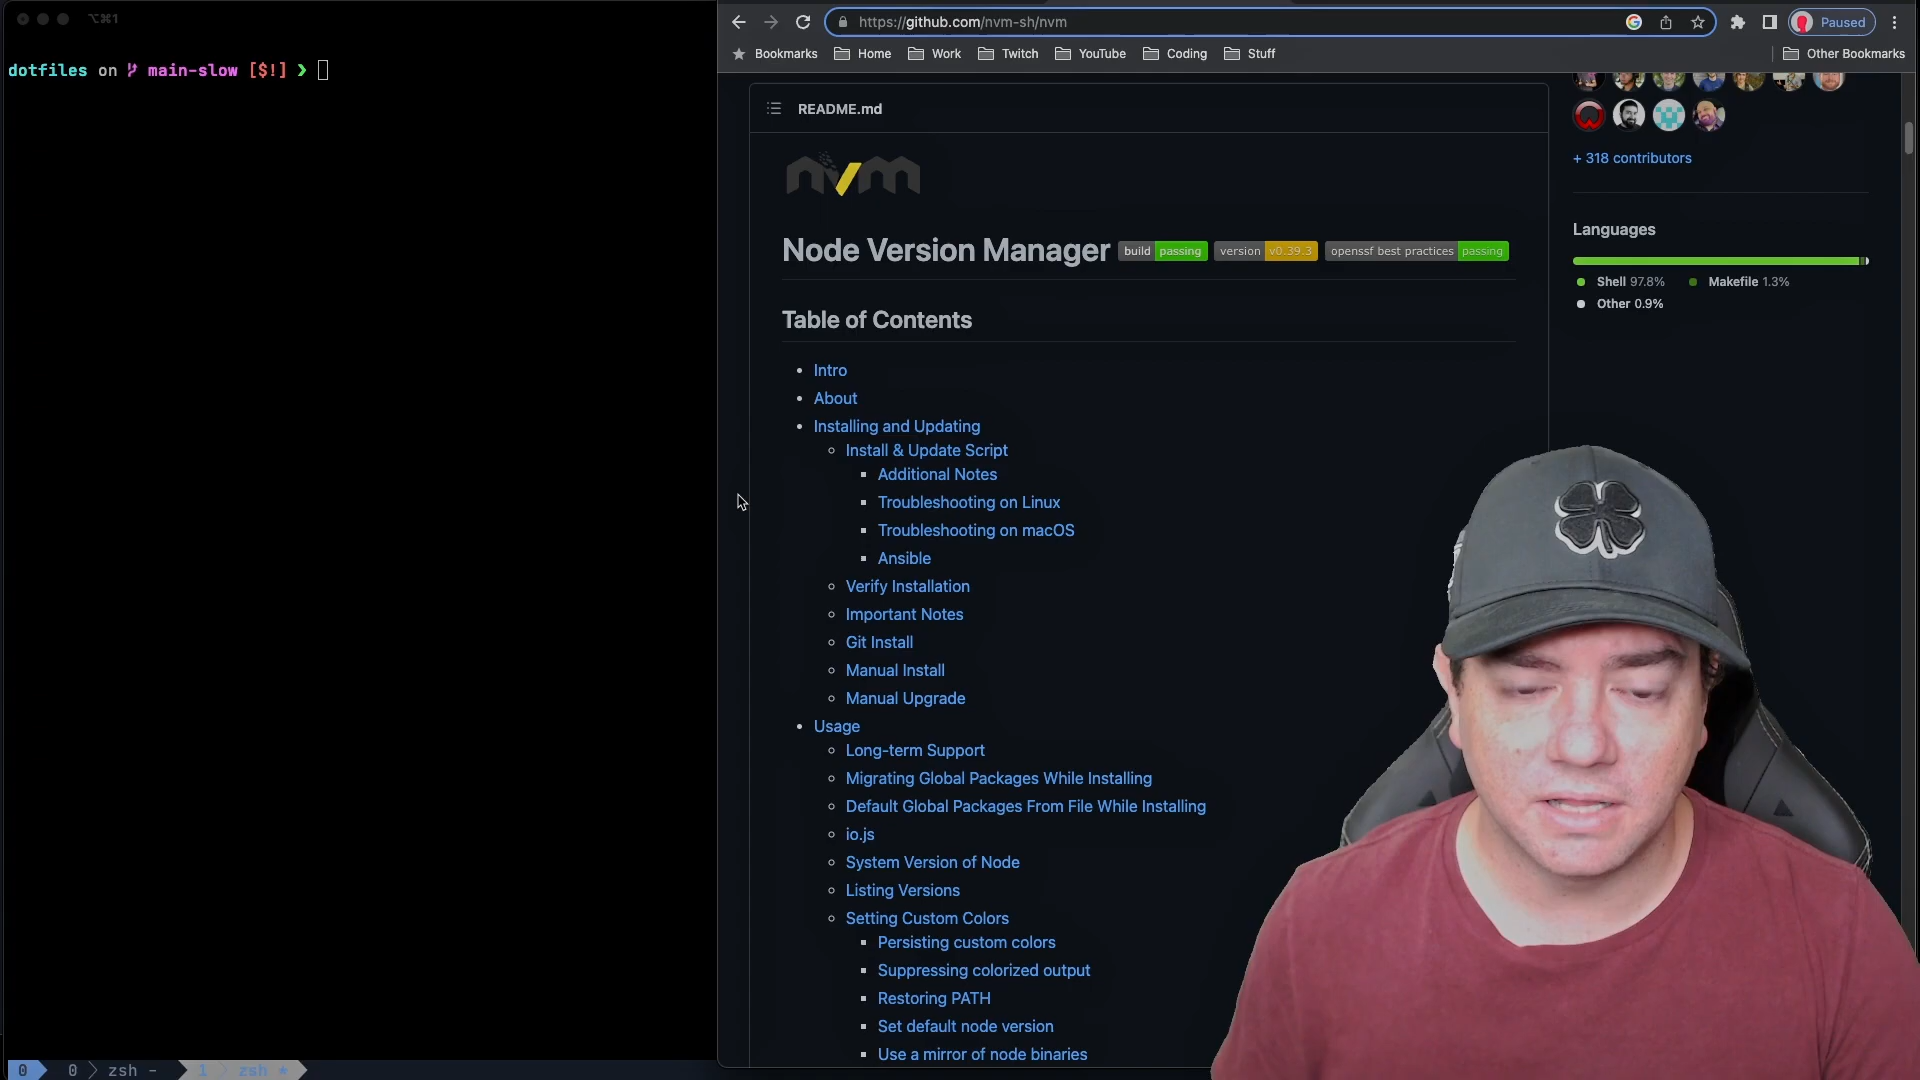 ⌥⌘1
dotfiles on main-slow [$!] ❯
0 0 zsh - 1 zsh *
https://github.com/nvm-sh/nvm
Paused
Bookmarks Home Work Twitch YouTube Coding Stuff Other Bookmarks
README.md
nvm
Node Version Manager build passing version v0.39.3 openssf best practices passing
Table of Contents
• Intro
• About
• Installing and Updating
◦ Install & Update Script
▪ Additional Notes
▪ Troubleshooting on Linux
▪ Troubleshooting on macOS
▪ Ansible
◦ Verify Installation
◦ Important Notes
◦ Git Install
◦ Manual Install
◦ Manual Upgrade
• Usage
◦ Long-term Support
◦ Migrating Global Packages While Installing
◦ Default Global Packages From File While Installing
◦ io.js
◦ System Version of Node
◦ Listing Versions
◦ Setting Custom Colors
▪ Persisting custom colors
▪ Suppressing colorized output
▪ Restoring PATH
▪ Set default node version
▪ Use a mirror of node binaries
+ 318 contributors
Languages
Shell 97.8% Makefile 1.3%
Other 0.9%